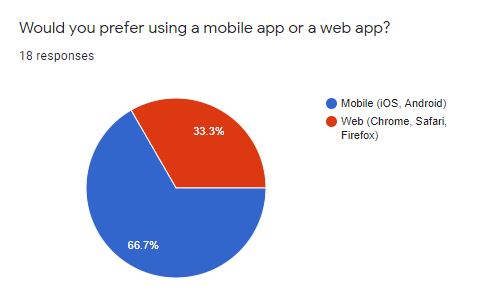 Would you prefer using a mobile app or a web app?
18 responses
Mobile (iOS, Android)
Web (Chrome, Safari,
Firefox)
33.3%
66.7%